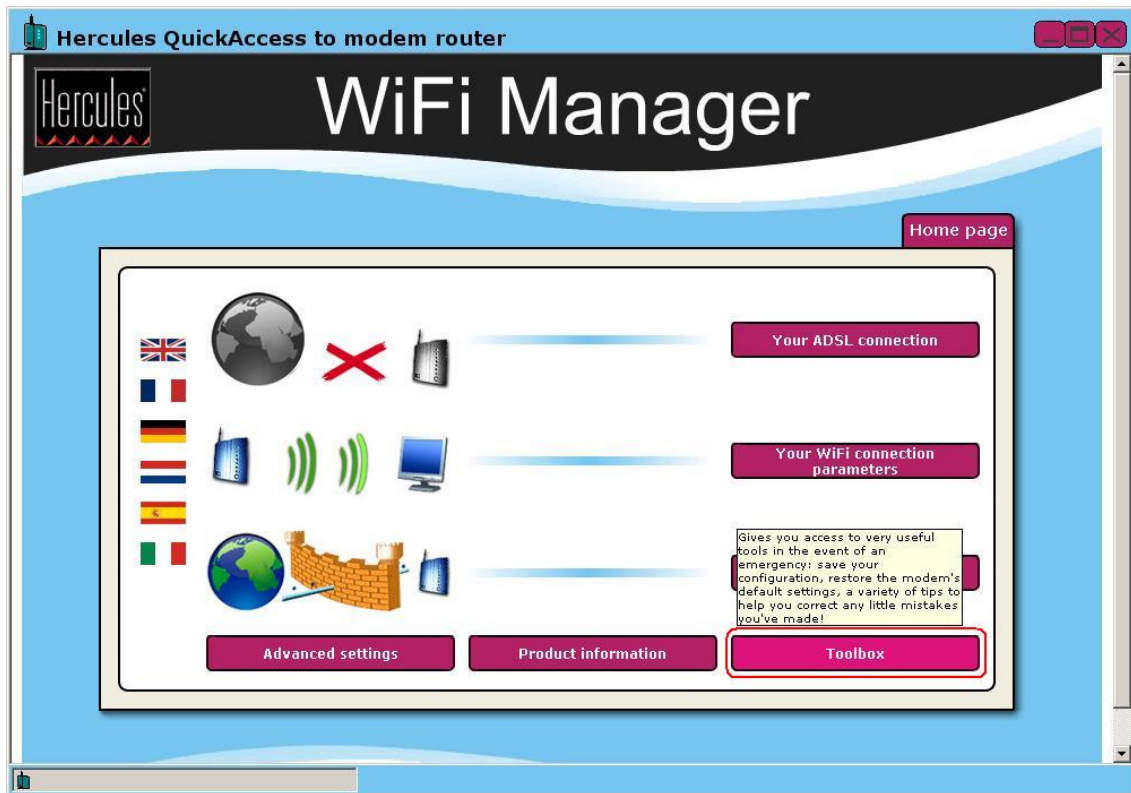 Hercules QuickAccess to modem router
Hercules
WiFi Manager
Home page
Your ADSL connection
Your WiFi connection
parameters
Gives you access to very useful
tools in the event of an
emergency: save your
configuration, restore the modem's
default settings, a variety of tips to
help you correct any little mistakes
you've made!
Advanced settings
Product information
Toolbox